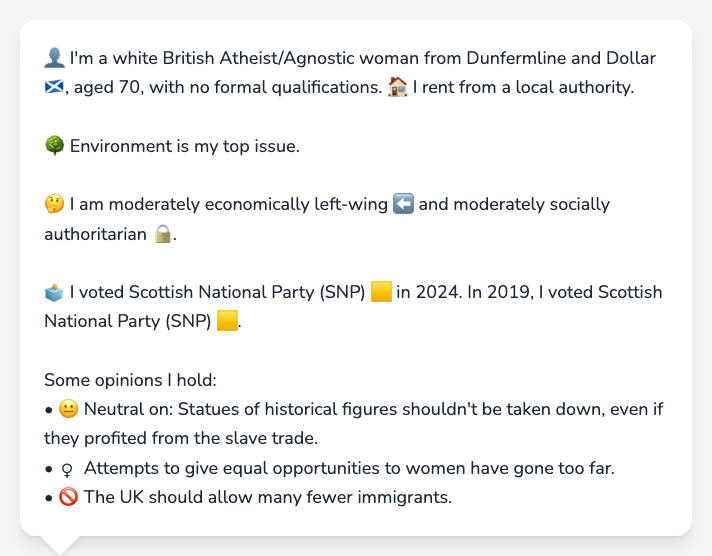 👤 I'm a white British Atheist/Agnostic woman from Dunfermline and Dollar
🏴󠁧󠁢󠁳󠁣󠁴󠁿, aged 70, with no formal qualifications. 🏠 I rent from a local authority.
🌳 Environment is my top issue.
🤔 I am moderately economically left-wing ⬅️ and moderately socially
authoritarian 🔒.
🗳️ I voted Scottish National Party (SNP) 🟨 in 2024. In 2019, I voted Scottish
National Party (SNP) 🟨.
Some opinions I hold:
• 😐 Neutral on: Statues of historical figures shouldn't be taken down, even if
they profited from the slave trade.
• ♀ Attempts to give equal opportunities to women have gone too far.
• 🚫 The UK should allow many fewer immigrants.